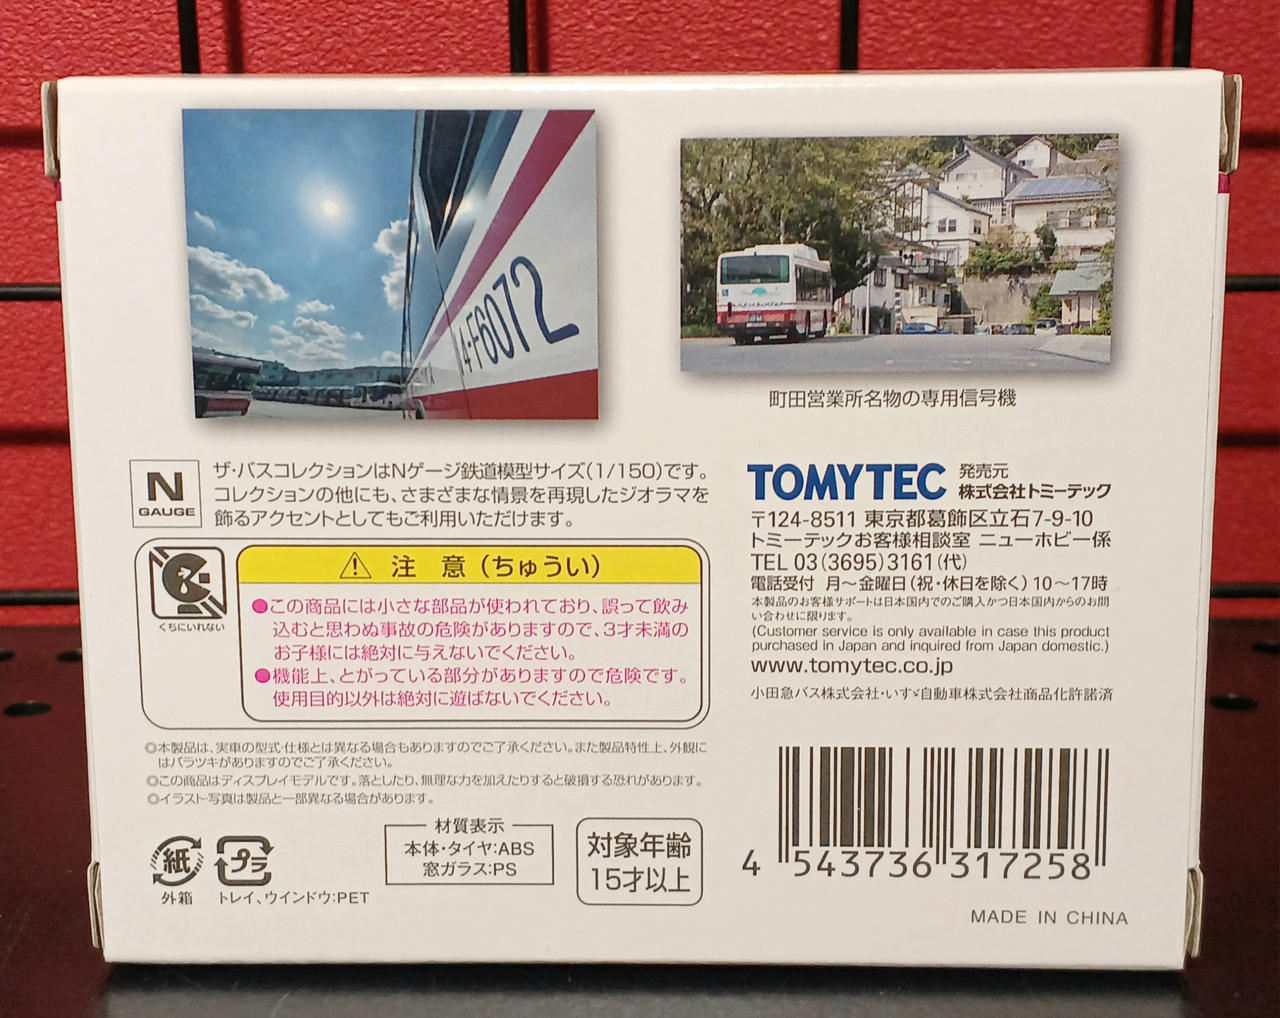 14-F6072
町田営業所名物の専用信号機
N
GAUGE
ザ・バスコレクションはNゲージ鉄道模型サイズ(1/150)です。
コレクションの他にも、さまざまな情景を再現したジオラマを
飾るアクセントとしてもご利用いただけます。
くちにいれない
注 意(ちゅうい)
●この商品には小さな部品が使われており、誤って飲み
込むと思わぬ事故の危険がありますので、3才未満の
お子様には絶対に与えないでください。
●機能上、とがっている部分がありますので危険です。
使用目的以外は絶対に遊ばないでください。
◎本製品は、実車の型式・仕様とは異なる場合もありますのでご了承ください。また製品特性上、外観に
はバラツキがありますのでご了承ください。
◎この商品はディスプレイモデルです。落としたり、無理な力を加えたりすると破損する恐れがあります。
◎イラスト・写真は製品と一部異なる場合があります。
紙
外箱
プラ
トレイ、ウインドウ:PET
材質表示
本体・タイヤ:ABS
窓ガラス:PS
対象年齢
15才以上
TOMYTEC 発売元
株式会社トミーテック
〒124-8511 東京都葛飾区立石7-9-10
トミーテックお客様相談室 ニューホビー係
TEL 03(3695)3161(代)
電話受付 月〜金曜日(祝・休日を除く)10〜17時
本製品のお客様サポートは日本国内でのご購入かつ日本国内からのお問
い合わせに限ります。
(Customer service is only available in case this product
purchased in Japan and inquired from Japan domestic.)
www.tomytec.co.jp
小田急バス株式会社・いすゞ自動車株式会社商品化許諾済
4 543736 317258
MADE IN CHINA